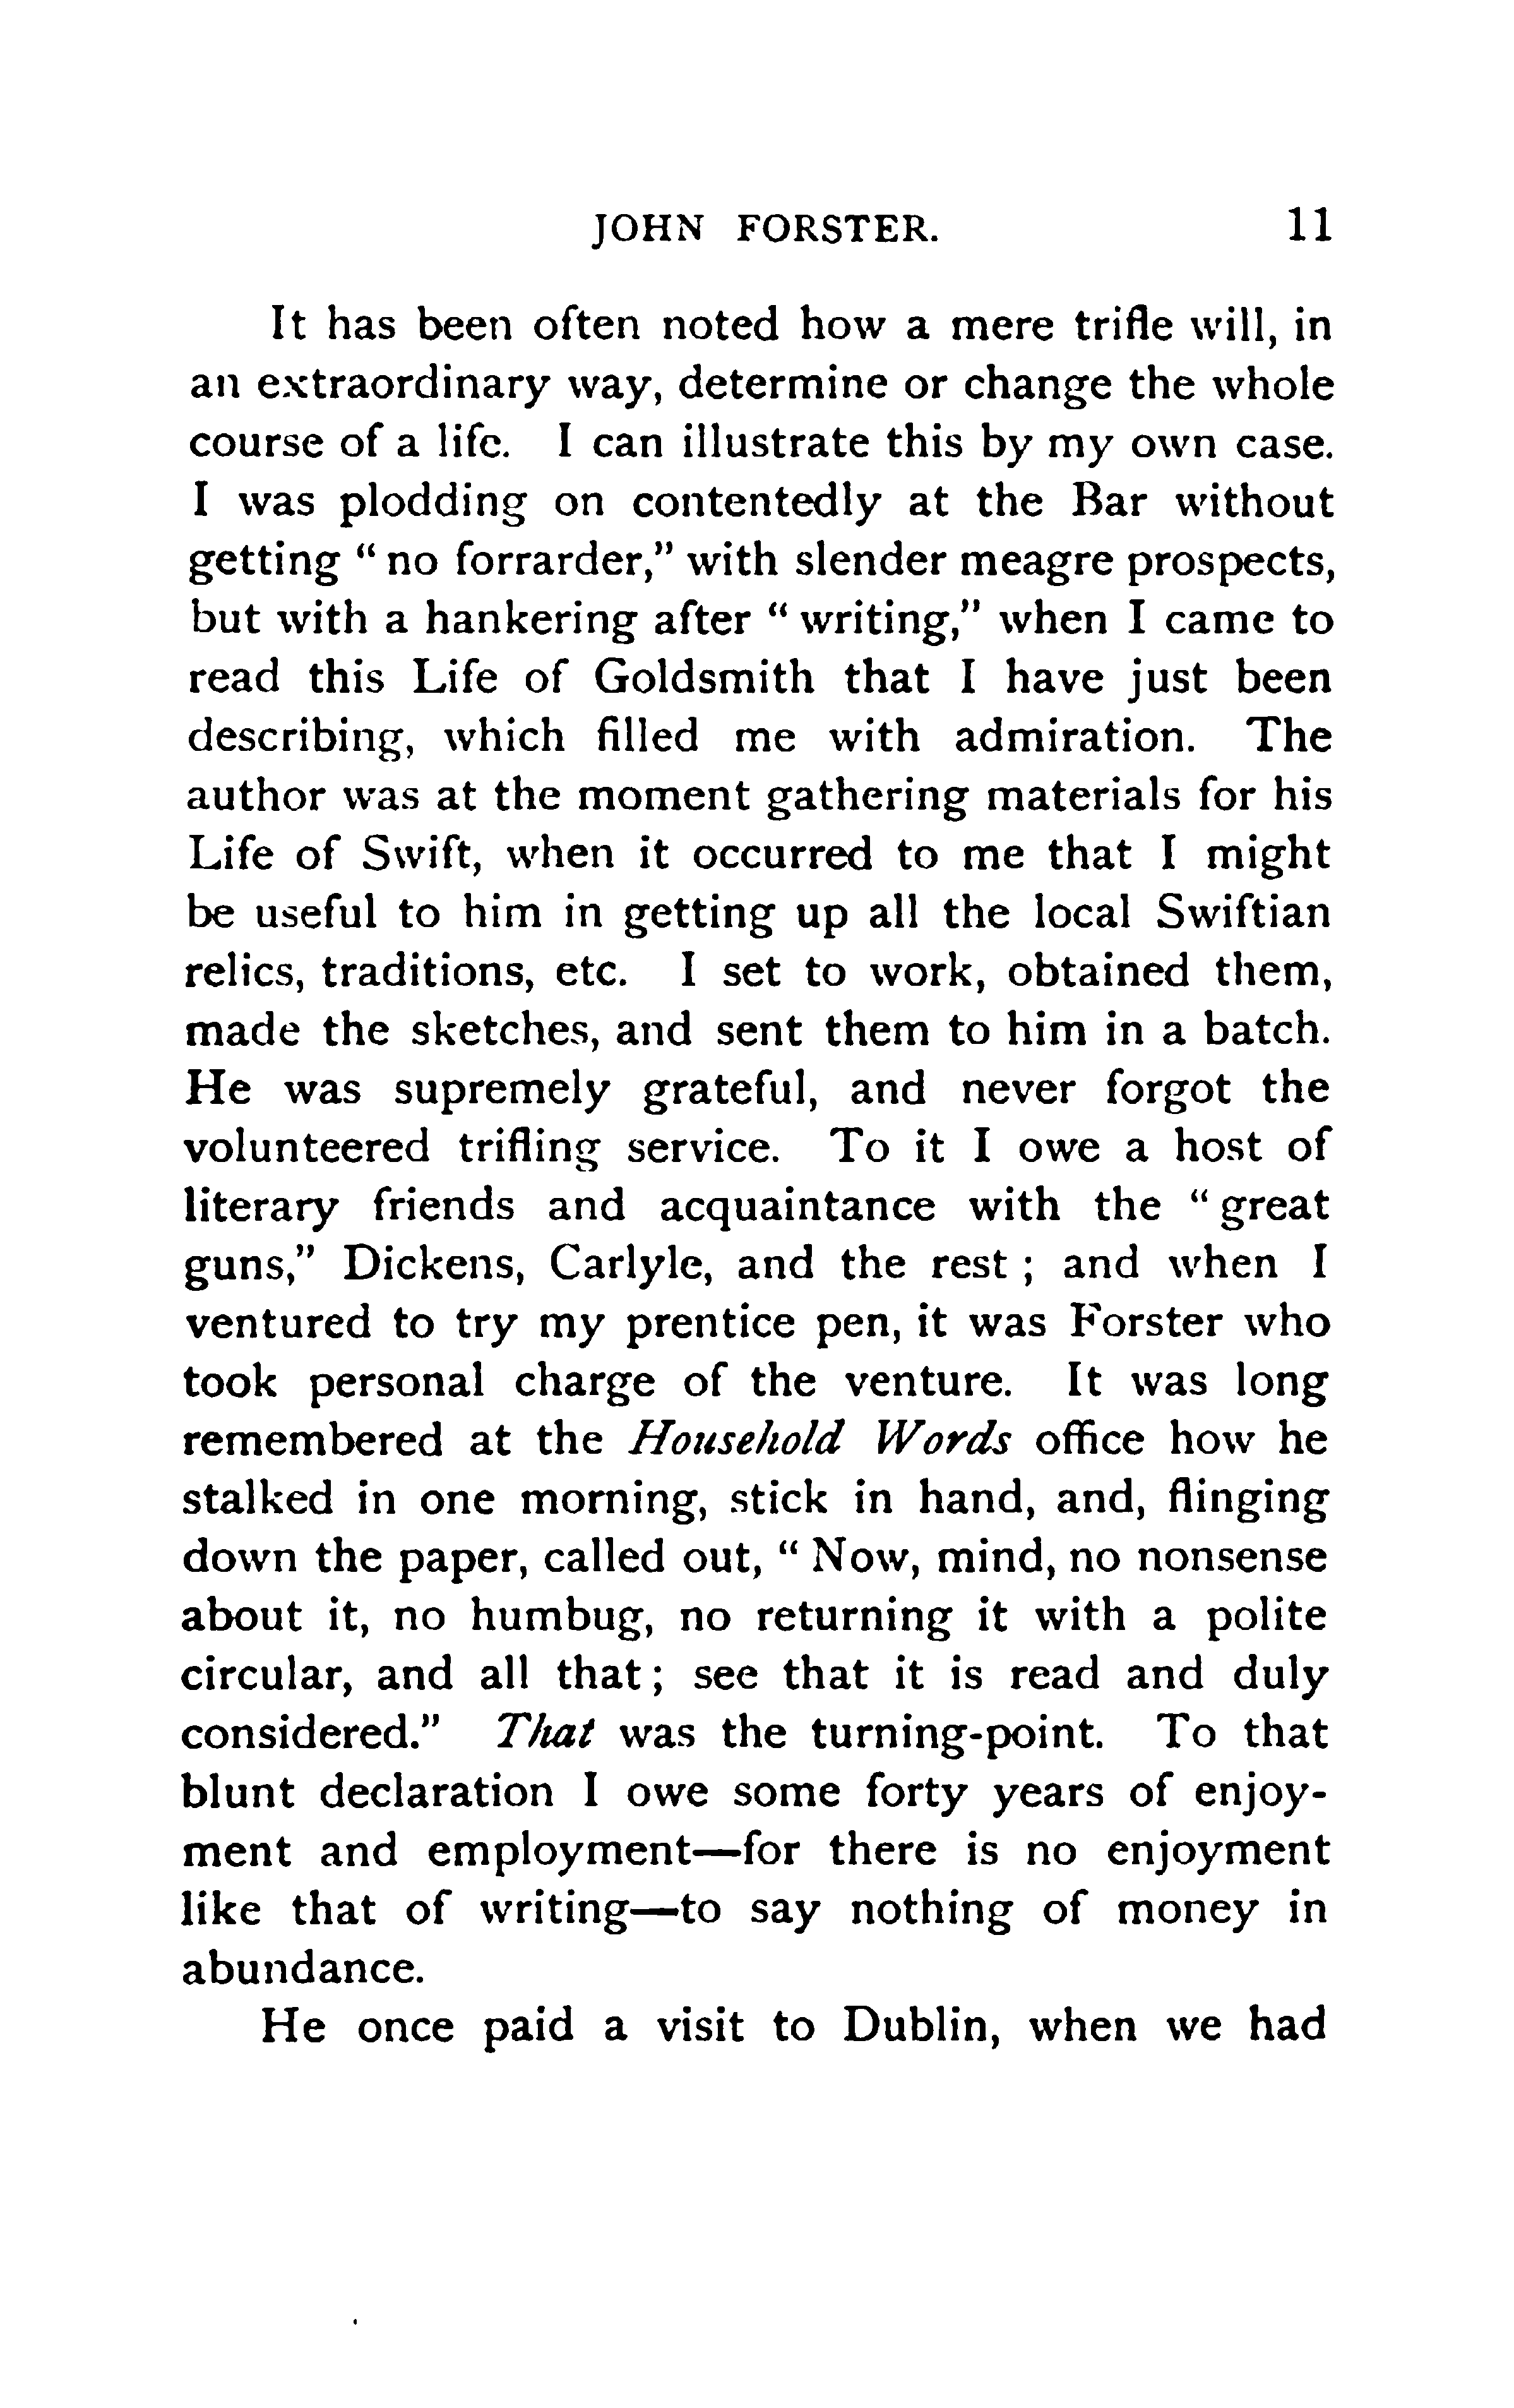 JOHN FORSTER. 11
It has been often noted how a mere trifle will, in
an extraordinary way, determine or change the whole
course of a life. I can illustrate this by my own case.
I was plodding on contentedly at the Bar without
getting “ no forrarder,” with slender meagre prospects,
but with a hankering after “ writing,” when I came to
read this Life of Goldsmith that I have just been
describing, which filled me with admiration. The
author was at the moment gathering materials for his
Life of Swift, when it occurred to me that I might
be useful to him in getting up all the local Swiftian
relics, traditions, etc. I set to work, obtained them,
made the sketches, and sent them to him in a batch.
He was supremely grateful, and never forgot the
volunteered trifling service. To it I owe a host of
literary friends and acquaintance with the “ great
guns,” Dickens, Carlyle, and the rest ; and when I
ventured to try my prentice pen, it was Forster who
took personal charge of the venture. It was long
remembered at the Household Words office how he
stalked in one morning, stick in hand, and, flinging
down the paper, called out, “ Now, mind, no nonsense
about it, no humbug, no returning it with a polite
circular, and all that ; see that it is read and duly
considered.” That was the turning-point. To that
blunt declaration I owe some forty years of enjoy-
ment and employment—for there is no enjoyment
like that of writing—to say nothing of money in
abundance.
He once paid a visit to Dublin, when we had